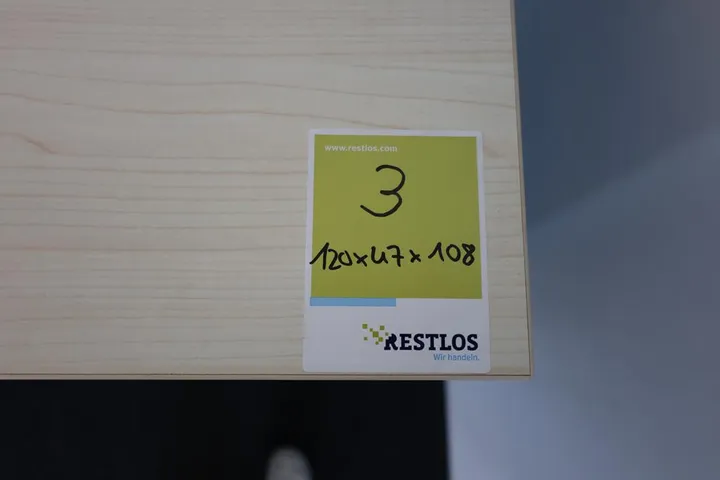 www.restlos.com
3
120x47x108
RESTLOS
Wir handeln.